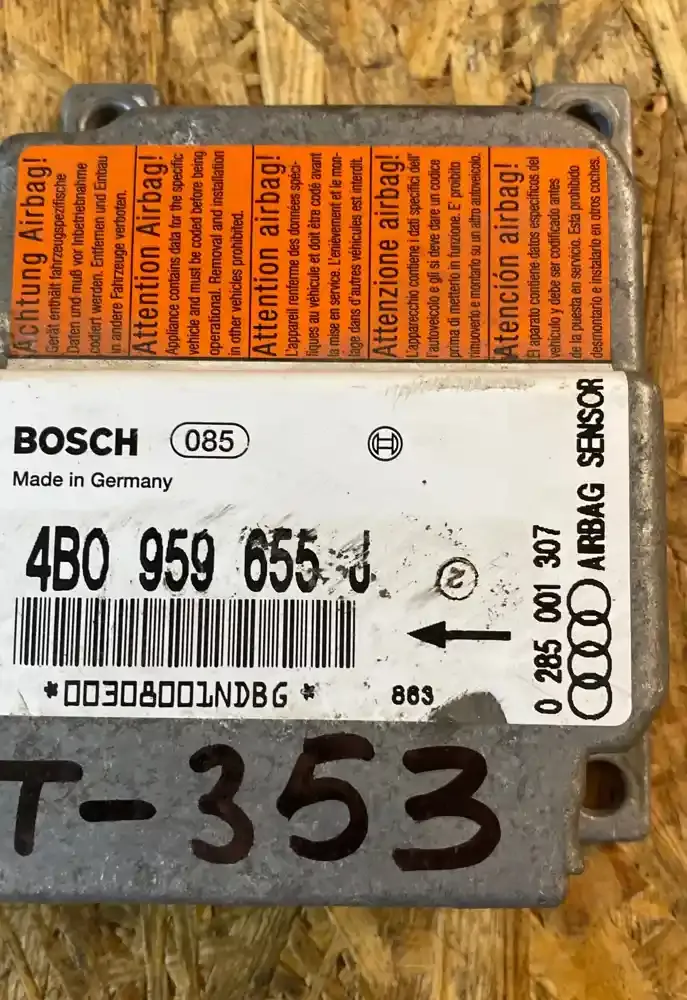 Achtung Airbag!
Gerät enthält fahrzeugspezifische
Daten und muß vor Inbetriebnahme
codiert werden. Entfernen und Einbau
in andere Fahrzeuge verboten.
Attention Airbag!
Appliance contains data for the specific
vehicle and must be coded before being
operational. Removal and installation
in other vehicles prohibited.
Attention airbag!
L'appareil renferme des données spéci-
fiques au véhicule et doit être codé avant
la mise en service. L'enlèvement et le mon-
tage dans d'autres véhicules est interdit.
Attenzione airbag!
L'apparecchio contiene i dati specifici dell'
l'autoveicolo e gli si deve dare un codice
prima di metterlo in funzione. E' proibito
rimuoverlo e montarlo su un altro autoveicolo.
Atención airbag!
El aparato contiene datos específicos del
vehículo y debe ser codificado antes
de la puesta en servicio. Está prohibido
desmontarlo e instalarlo en otros coches.
BOSCH 085
Made in Germany
4B0 959 655 J
2
*00308001NDBG*
863
0 285 001 307
AIRBAG SENSOR
T-353